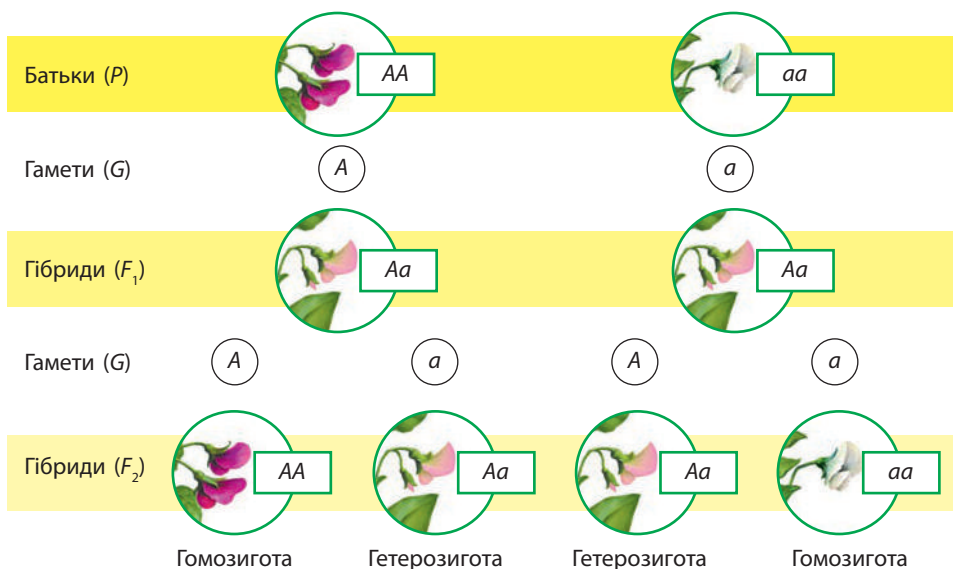 Батьки (P) AA aa
Гамети (G) A a
Гібриди (F₁) Aa Aa
Гамети (G) A a A a
Гібриди (F₂) AA Aa Aa aa
Гомозигота Гетерозигота Гетерозигота Гомозигота